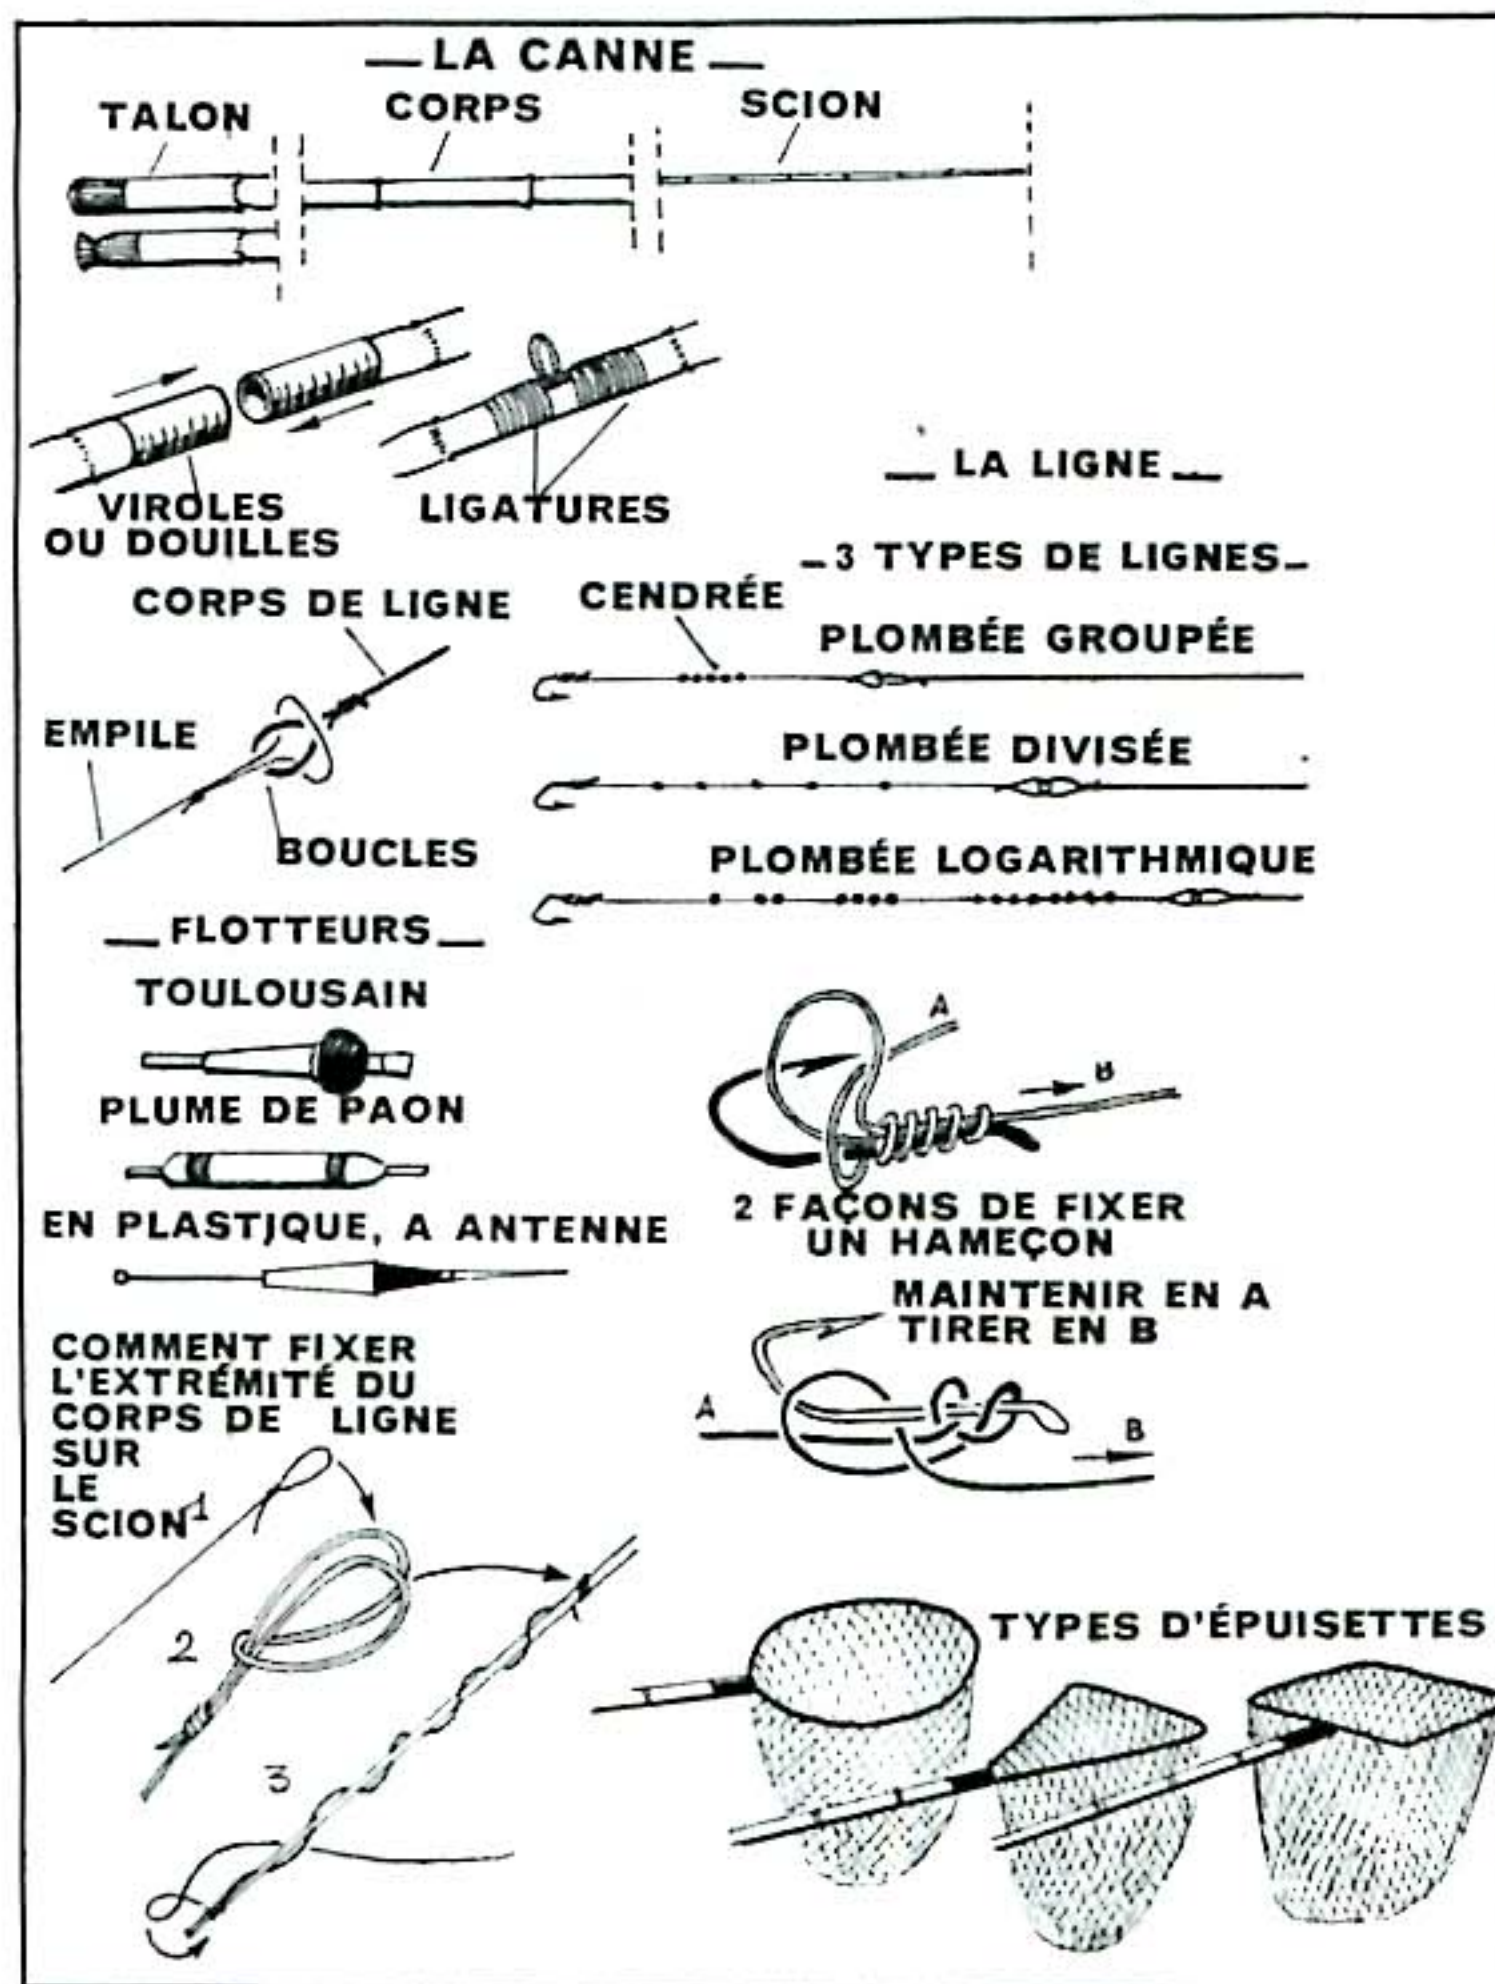 — LA CANNE —
TALON
CORPS
SCION
VIROLES
OU DOUILLES
LIGATURES
— LA LIGNE —
– 3 TYPES DE LIGNES –
CORPS DE LIGNE
EMPILE
BOUCLES
CENDRÉE
PLOMBÉE GROUPÉE
PLOMBÉE DIVISÉE
PLOMBÉE LOGARITHMIQUE
— FLOTTEURS —
TOULOUSAIN
PLUME DE PAON
EN PLASTIQUE, A ANTENNE
A
B
2 FAÇONS DE FIXER
UN HAMEÇON
MAINTENIR EN A
TIRER EN B
A
B
COMMENT FIXER
L'EXTRÉMITÉ DU
CORPS DE LIGNE
SUR
LE
SCION
1
2
3
TYPES D'ÉPUISETTES